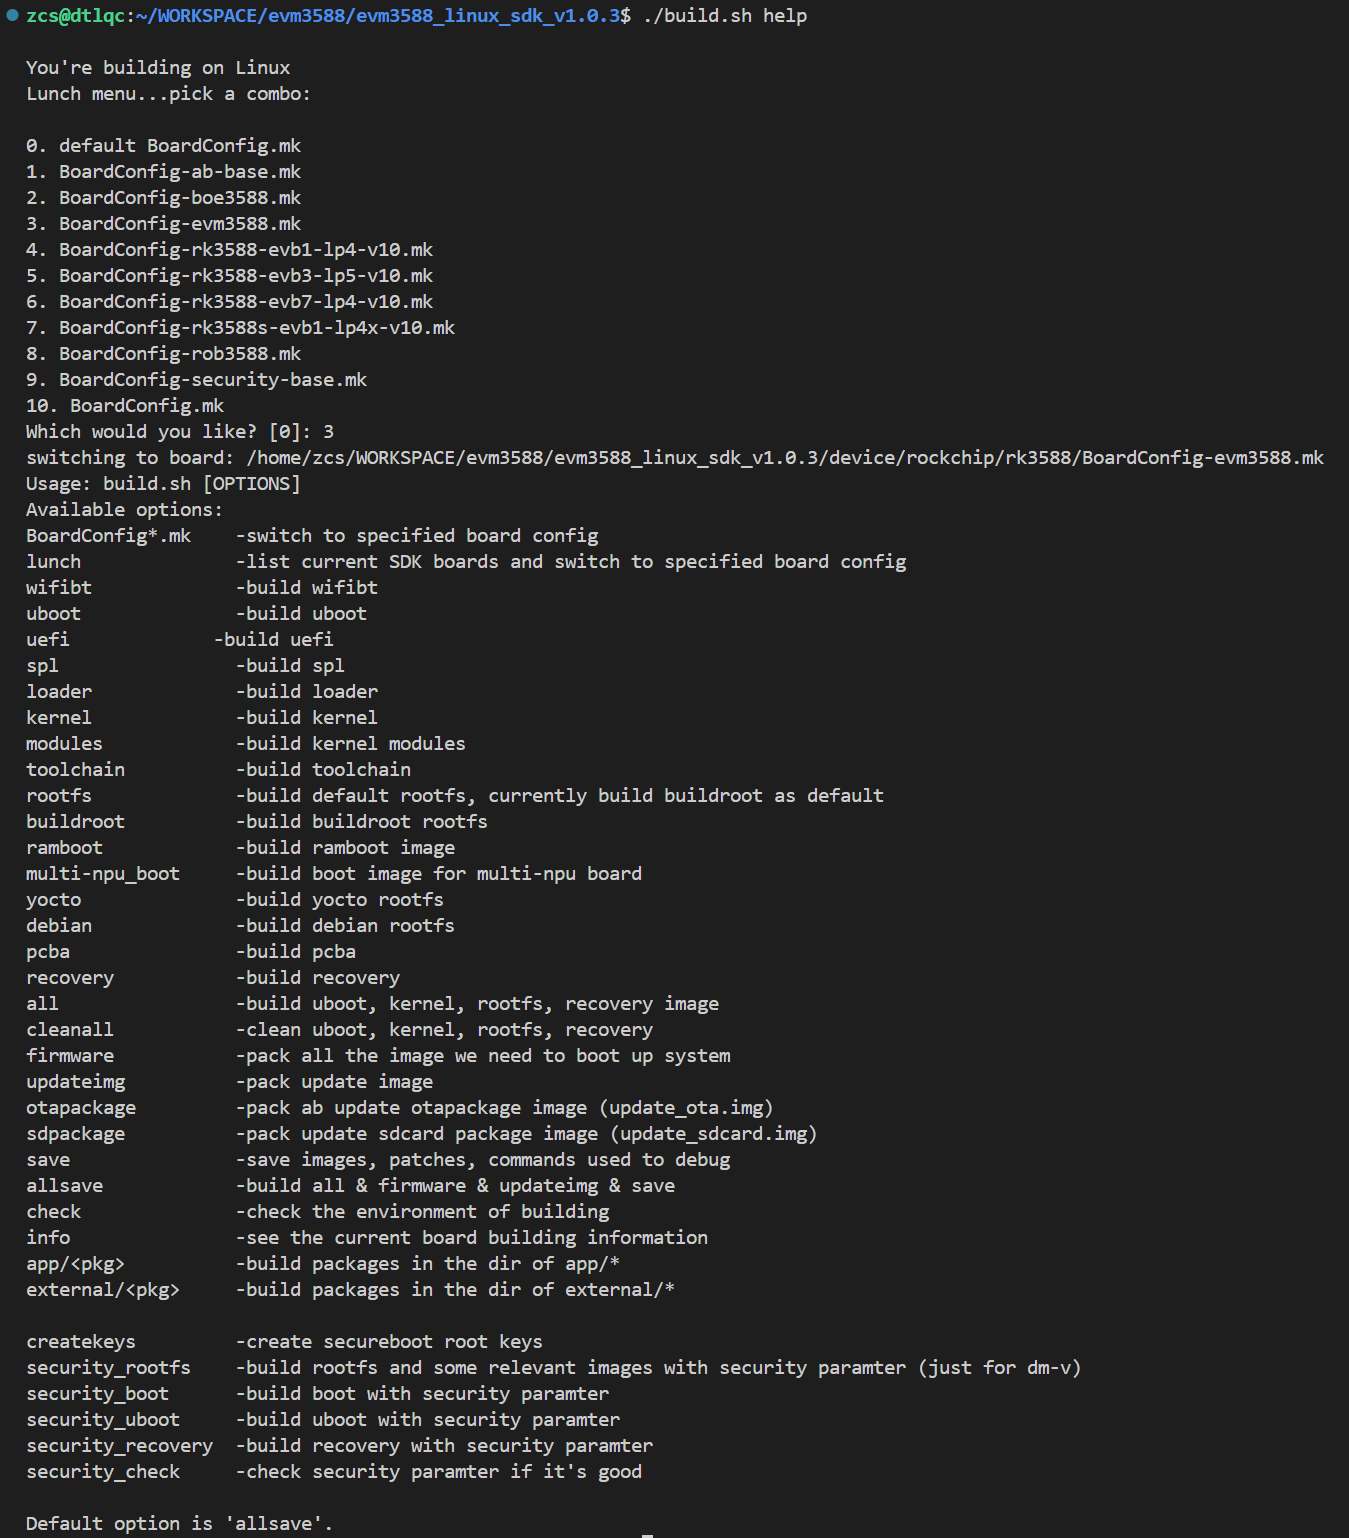 zcs@dtlqc:~/WORKSPACE/evm3588/evm3588_linux_sdk_v1.0.3$ ./build.sh help
You're building on Linux
Lunch menu...pick a combo:
0. default BoardConfig.mk
1. BoardConfig-ab-base.mk
2. BoardConfig-boe3588.mk
3. BoardConfig-evm3588.mk
4. BoardConfig-rk3588-evb1-lp4-v10.mk
5. BoardConfig-rk3588-evb3-lp5-v10.mk
6. BoardConfig-rk3588-evb7-lp4-v10.mk
7. BoardConfig-rk3588s-evb1-lp4x-v10.mk
8. BoardConfig-rob3588.mk
9. BoardConfig-security-base.mk
10. BoardConfig.mk
Which would you like? [0]: 3
switching to board: /home/zcs/WORKSPACE/evm3588/evm3588_linux_sdk_v1.0.3/device/rockchip/rk3588/BoardConfig-evm3588.mk
Usage: build.sh [OPTIONS]
Available options:
BoardConfig*.mk    -switch to specified board config
lunch              -list current SDK boards and switch to specified board config
wifibt             -build wifibt
uboot              -build uboot
uefi             -build uefi
spl                -build spl
loader             -build loader
kernel             -build kernel
modules            -build kernel modules
toolchain          -build toolchain
rootfs             -build default rootfs, currently build buildroot as default
buildroot          -build buildroot rootfs
ramboot            -build ramboot image
multi-npu_boot     -build boot image for multi-npu board
yocto              -build yocto rootfs
debian             -build debian rootfs
pcba               -build pcba
recovery           -build recovery
all                -build uboot, kernel, rootfs, recovery image
cleanall           -clean uboot, kernel, rootfs, recovery
firmware           -pack all the image we need to boot up system
updateimg          -pack update image
otapackage         -pack ab update otapackage image (update_ota.img)
sdpackage          -pack update sdcard package image (update_sdcard.img)
save               -save images, patches, commands used to debug
allsave            -build all & firmware & updateimg & save
check              -check the environment of building
info               -see the current board building information
app/<pkg>          -build packages in the dir of app/*
external/<pkg>     -build packages in the dir of external/*
createkeys         -create secureboot root keys
security_rootfs    -build rootfs and some relevant images with security paramter (just for dm-v)
security_boot      -build boot with security paramter
security_uboot     -build uboot with security paramter
security_recovery  -build recovery with security paramter
security_check     -check security paramter if it's good
Default option is 'allsave'.